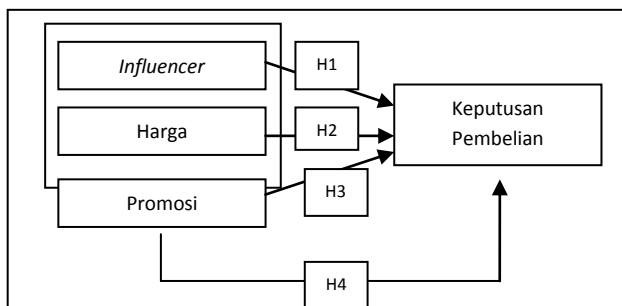 Influencer
H1
Keputusan
Pembelian
Harga
H2
Promosi
H3
H4